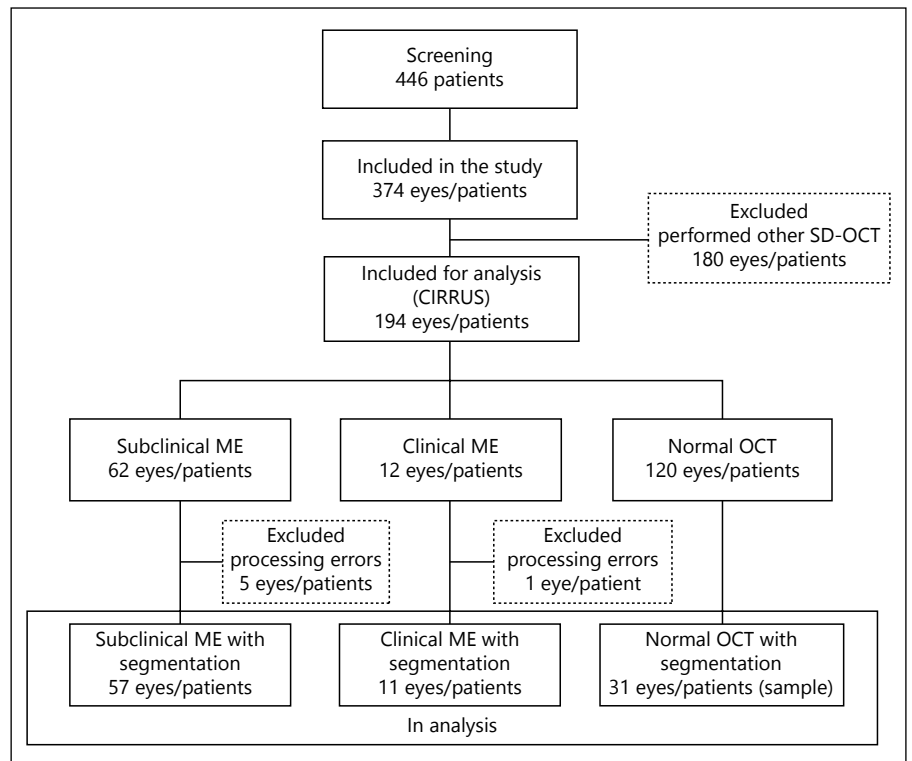 Screening
446 patients
Included in the study
374 eyes/patients
Excluded
performed other SD-OCT
180 eyes/patients
Included for analysis
(CIRRUS)
194 eyes/patients
Subclinical ME
62 eyes/patients
Clinical ME
12 eyes/patients
Normal OCT
120 eyes/patients
Excluded
processing errors
5 eyes/patients
Excluded
processing errors
1 eye/patient
Subclinical ME with
segmentation
57 eyes/patients
Clinical ME with
segmentation
11 eyes/patients
Normal OCT with
segmentation
31 eyes/patients (sample)
In analysis